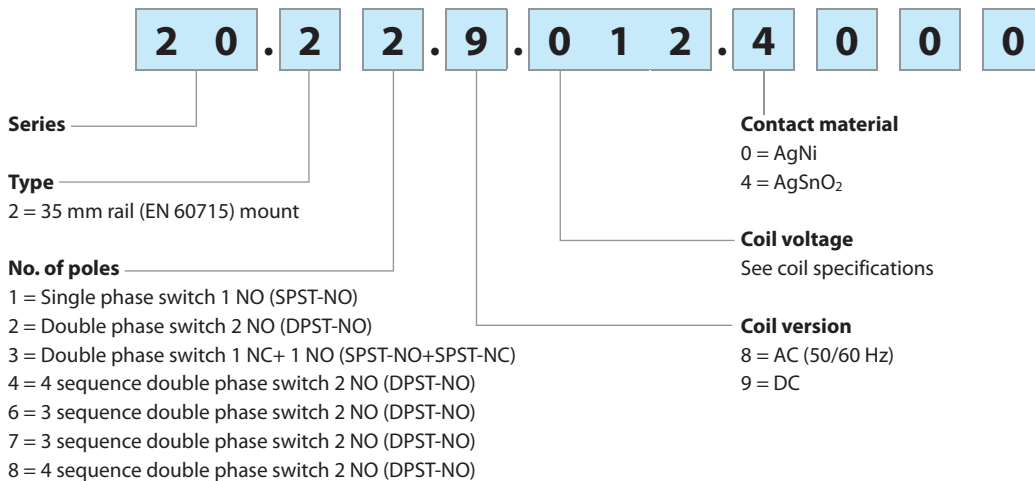 2 0 . 2 2 . 9 . 0 1 2 . 4 0 0 0
Series
Type
2 = 35 mm rail (EN 60715) mount
No. of poles
1 = Single phase switch 1 NO (SPST-NO)
2 = Double phase switch 2 NO (DPST-NO)
3 = Double phase switch 1 NC+ 1 NO (SPST-NO+SPST-NC)
4 = 4 sequence double phase switch 2 NO (DPST-NO)
6 = 3 sequence double phase switch 2 NO (DPST-NO)
7 = 3 sequence double phase switch 2 NO (DPST-NO)
8 = 4 sequence double phase switch 2 NO (DPST-NO)
Contact material
0 = AgNi
4 = AgSnO₂
Coil voltage
See coil specifications
Coil version
8 = AC (50/60 Hz)
9 = DC